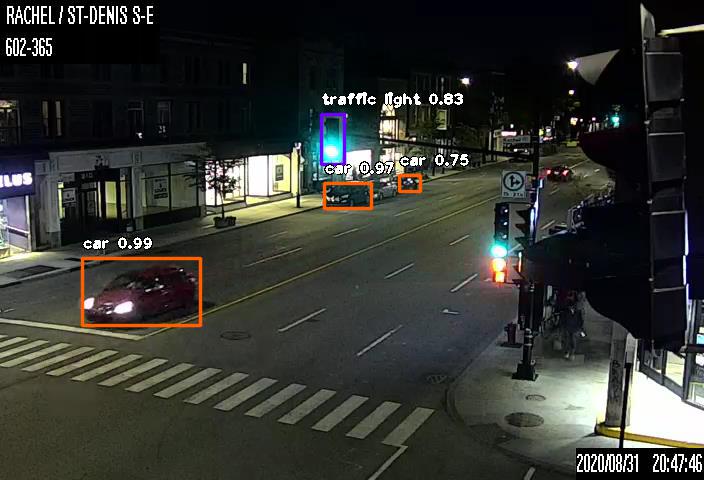 RACHEL / ST-DENIS S-E
602-365
traffic light 0.83
car 0.97
car 0.75
LUS
car 0.99
2020/08/31 20:47:46